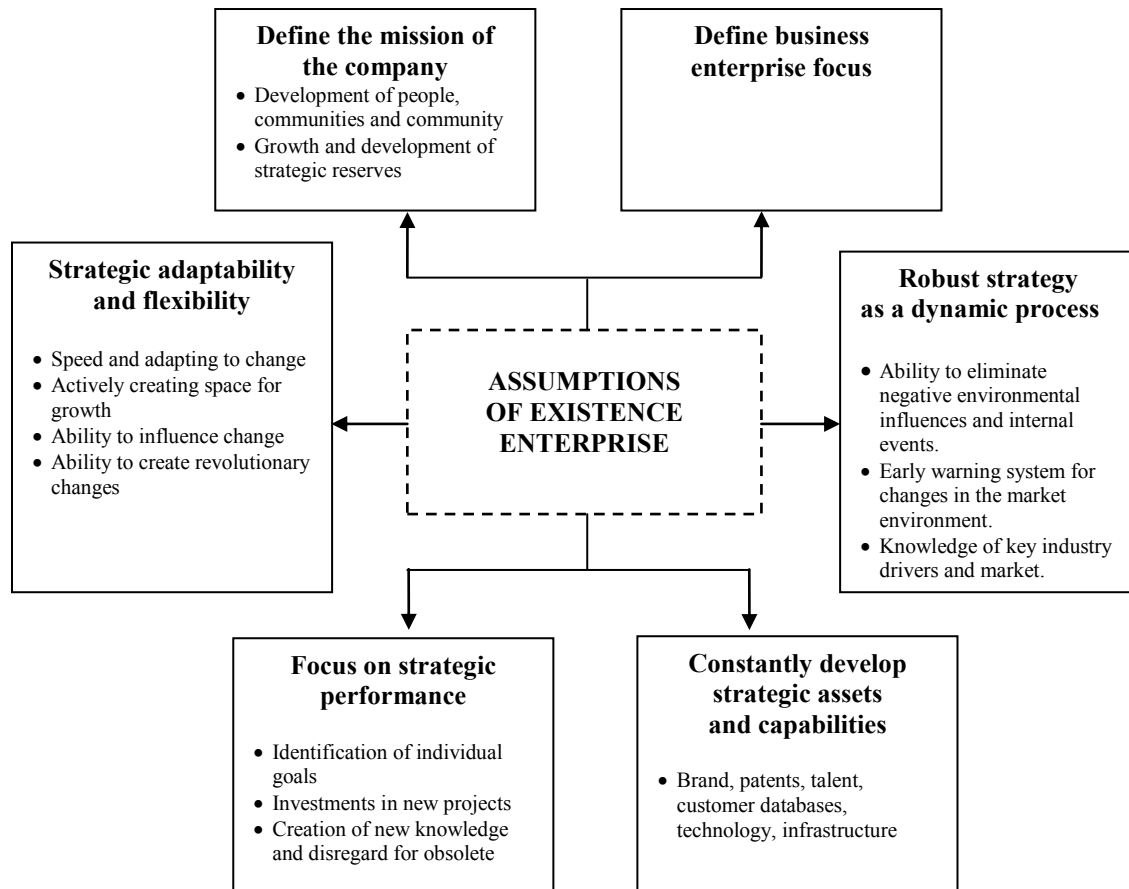 Define the mission of
the company
• Development of people,
communities and community
• Growth and development of
strategic reserves
Define business
enterprise focus
Strategic adaptability
and flexibility
• Speed and adapting to change
• Actively creating space for
growth
• Ability to influence change
• Ability to create revolutionary
changes
ASSUMPTIONS
OF EXISTENCE
ENTERPRISE
Robust strategy
as a dynamic process
• Ability to eliminate
negative environmental
influences and internal
events.
• Early warning system for
changes in the market
environment.
• Knowledge of key industry
drivers and market.
Focus on strategic
performance
• Identification of individual
goals
• Investments in new projects
• Creation of new knowledge
and disregard for obsolete
Constantly develop
strategic assets
and capabilities
• Brand, patents, talent,
customer databases,
technology, infrastructure